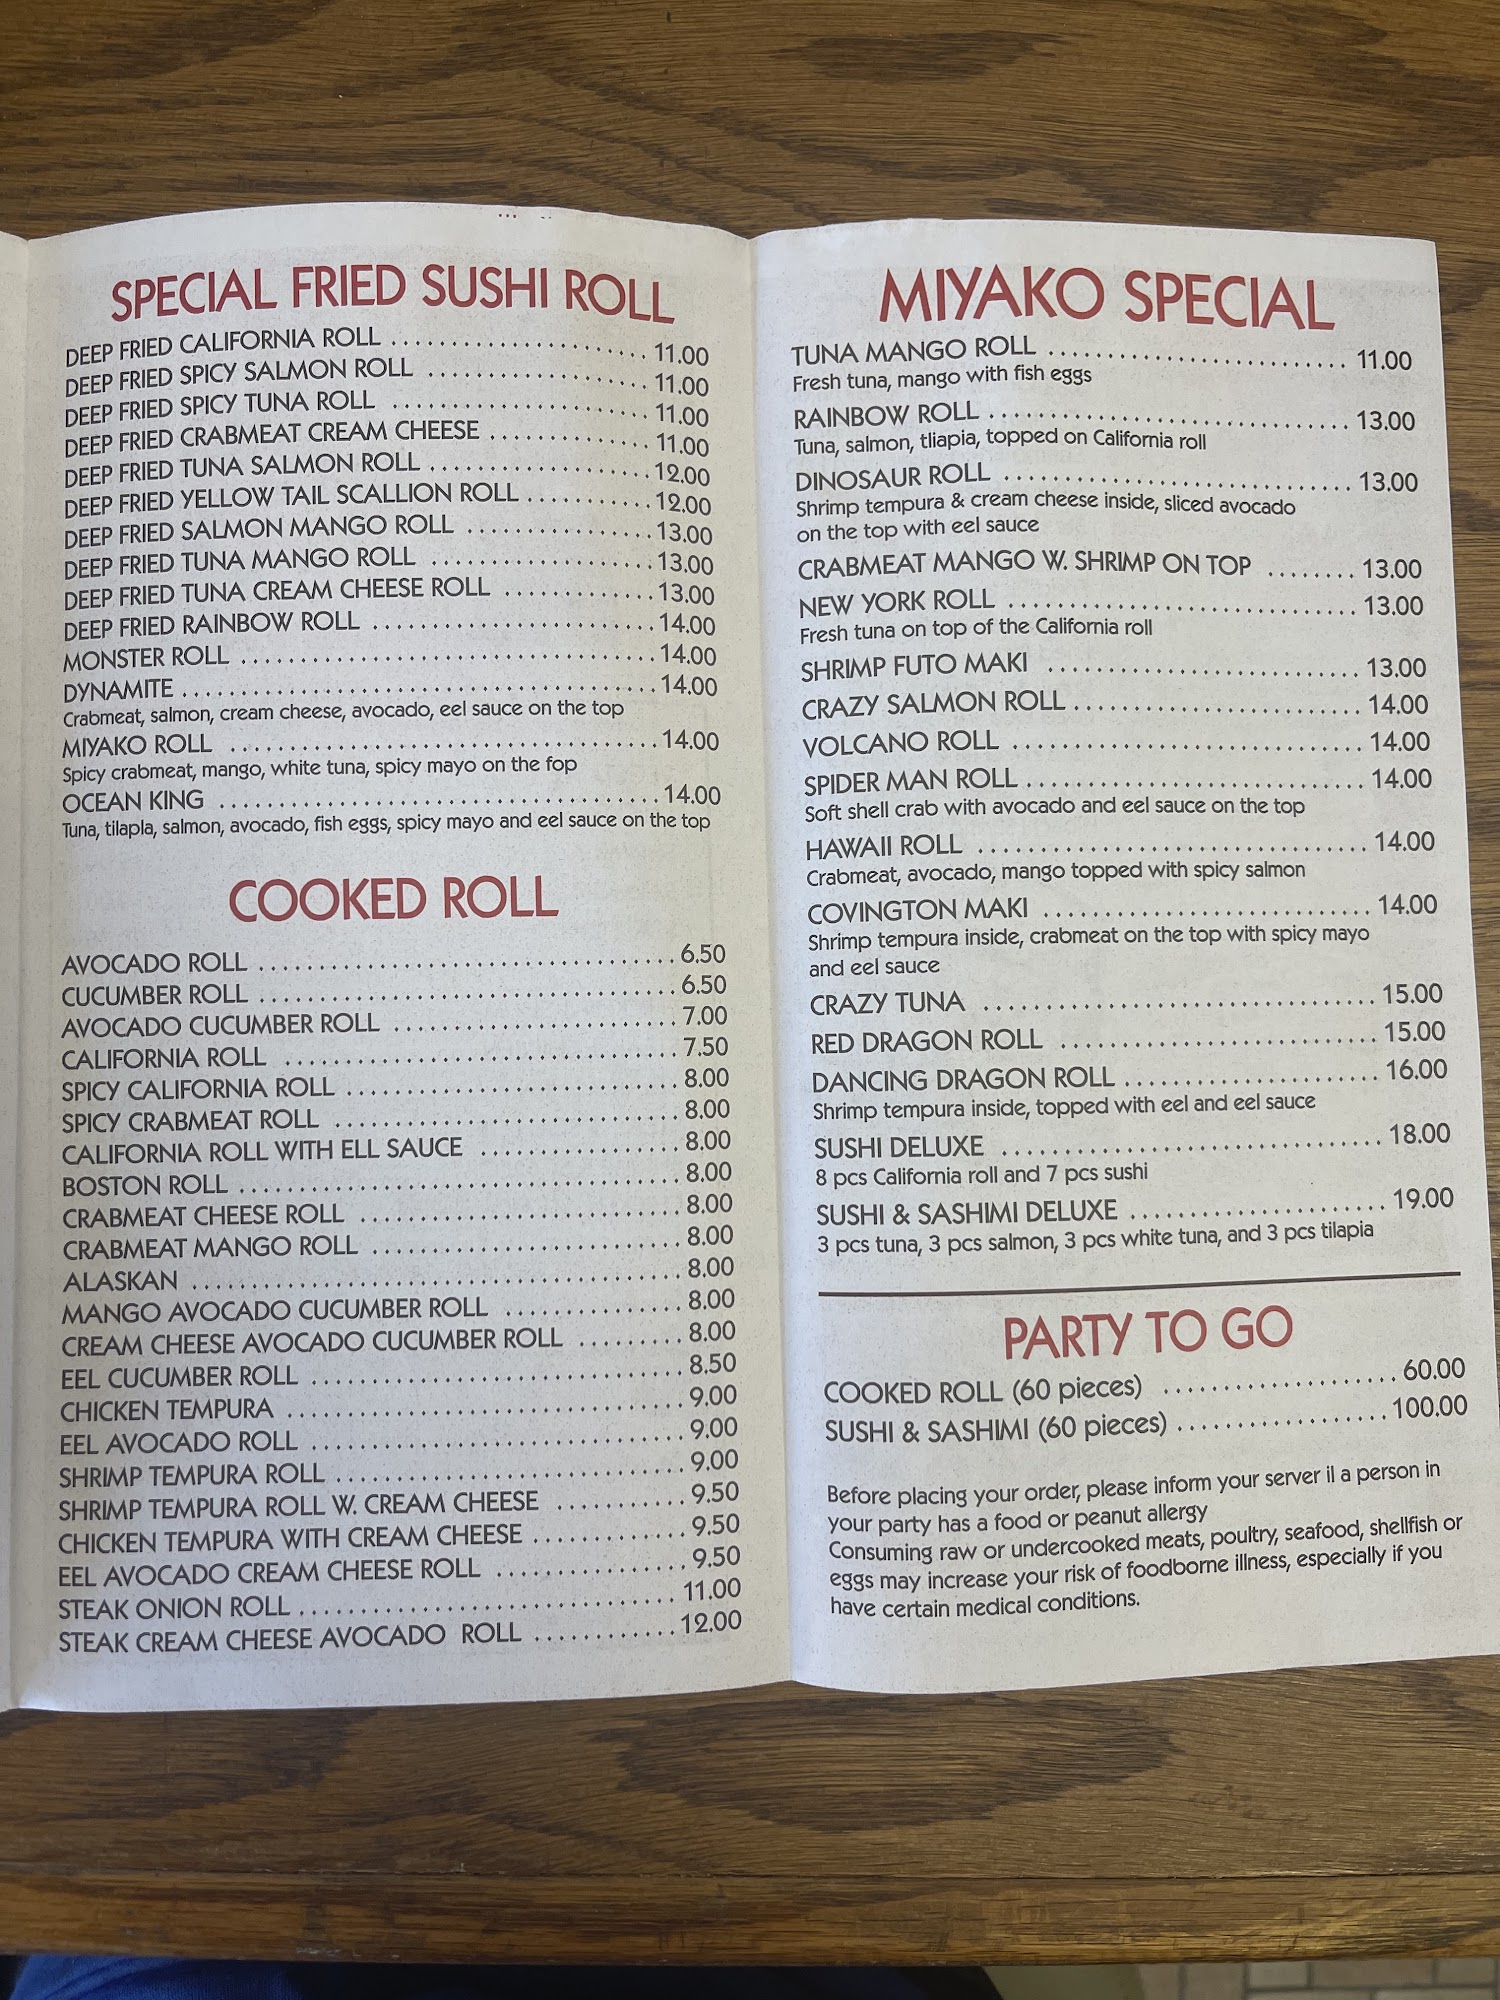 SPECIAL FRIED SUSHI ROLL
DEEP FRIED CALIFORNIA ROLL 11.00
DEEP FRIED SPICY SALMON ROLL 11.00
DEEP FRIED SPICY TUNA ROLL 11.00
DEEP FRIED CRABMEAT CREAM CHEESE 11.00
DEEP FRIED TUNA SALMON ROLL 12.00
DEEP FRIED YELLOW TAIL SCALLION ROLL 12.00
DEEP FRIED SALMON MANGO ROLL 13.00
DEEP FRIED TUNA MANGO ROLL 13.00
DEEP FRIED TUNA CREAM CHEESE ROLL 13.00
DEEP FRIED RAINBOW ROLL 14.00
MONSTER ROLL 14.00
DYNAMITE 14.00
Crabmeat, salmon, cream cheese, avocado, eel sauce on the top
MIYAKO ROLL 14.00
Spicy crabmeat, mango, white tuna, spicy mayo on the fop
OCEAN KING 14.00
Tuna, tilapla, salmon, avocado, fish eggs, spicy mayo and eel sauce on the top
COOKED ROLL
AVOCADO ROLL 6.50
CUCUMBER ROLL 6.50
AVOCADO CUCUMBER ROLL 7.00
CALIFORNIA ROLL 7.50
SPICY CALIFORNIA ROLL 8.00
SPICY CRABMEAT ROLL 8.00
CALIFORNIA ROLL WITH ELL SAUCE 8.00
BOSTON ROLL 8.00
CRABMEAT CHEESE ROLL 8.00
CRABMEAT MANGO ROLL 8.00
ALASKAN 8.00
MANGO AVOCADO CUCUMBER ROLL 8.00
CREAM CHEESE AVOCADO CUCUMBER ROLL 8.00
EEL CUCUMBER ROLL 8.50
CHICKEN TEMPURA 9.00
EEL AVOCADO ROLL 9.00
SHRIMP TEMPURA ROLL 9.00
SHRIMP TEMPURA ROLL W. CREAM CHEESE 9.50
CHICKEN TEMPURA WITH CREAM CHEESE 9.50
EEL AVOCADO CREAM CHEESE ROLL 9.50
STEAK ONION ROLL 11.00
STEAK CREAM CHEESE AVOCADO ROLL 12.00
MIYAKO SPECIAL
TUNA MANGO ROLL 11.00
Fresh tuna, mango with fish eggs
RAINBOW ROLL 13.00
Tuna, salmon, tliapia, topped on California roll
DINOSAUR ROLL 13.00
Shrimp tempura & cream cheese inside, sliced avocado
on the top with eel sauce
CRABMEAT MANGO W. SHRIMP ON TOP 13.00
NEW YORK ROLL 13.00
Fresh tuna on top of the California roll
SHRIMP FUTO MAKI 13.00
CRAZY SALMON ROLL 14.00
VOLCANO ROLL 14.00
SPIDER MAN ROLL 14.00
Soft shell crab with avocado and eel sauce on the top
HAWAII ROLL 14.00
Crabmeat, avocado, mango topped with spicy salmon
COVINGTON MAKI 14.00
Shrimp tempura inside, crabmeat on the top with spicy mayo
and eel sauce
CRAZY TUNA 15.00
RED DRAGON ROLL 15.00
DANCING DRAGON ROLL 16.00
Shrimp tempura inside, topped with eel and eel sauce
SUSHI DELUXE 18.00
8 pcs California roll and 7 pcs sushi
SUSHI & SASHIMI DELUXE 19.00
3 pcs tuna, 3 pcs salmon, 3 pcs white tuna, and 3 pcs tilapia
PARTY TO GO
COOKED ROLL (60 pieces) 60.00
SUSHI & SASHIMI (60 pieces) 100.00
Before placing your order, please inform your server il a person in
your party has a food or peanut allergy
Consuming raw or undercooked meats, poultry, seafood, shellfish or
eggs may increase your risk of foodborne illness, especially if you
have certain medical conditions.